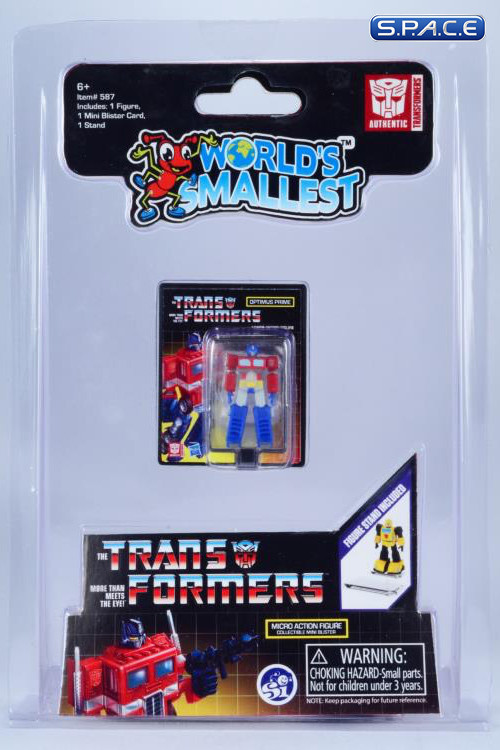 S.P.A.C.E
6+
Item# 587
Includes: 1 Figure,
1 Mini Blister Card,
1 Stand
AUTHENTIC
TRANSFORMERS
WORLD'S
SMALLEST™
TRANS
FORMERS
OPTIMUS PRIME
FIGURE STAND INCLUDED
THE
TRANS
FORMERS
MORE THAN
MEETS
THE EYE!
MICRO ACTION FIGURE
COLLECTIBLE MINI BLISTER
Si
WARNING:
CHOKING HAZARD-Small parts.
Not for children under 3 years.
NOTE: Keep packaging for future reference.